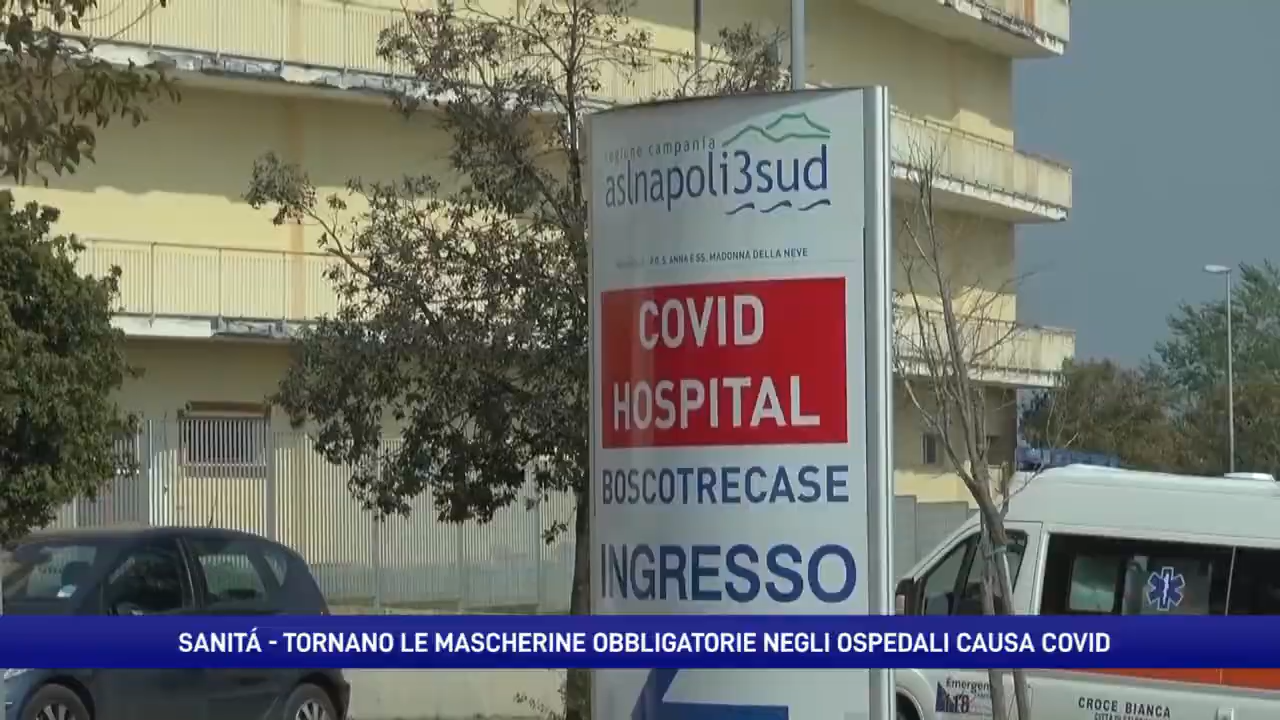 regione campania
aslnapoli3sud
P.O. S. ANNA E SS. MADONNA DELLA NEVE
COVID
HOSPITAL
BOSCOTRECASE
INGRESSO
SANITÁ - TORNANO LE MASCHERINE OBBLIGATORIE NEGLI OSPEDALI CAUSA COVID
CROCE BIANCA